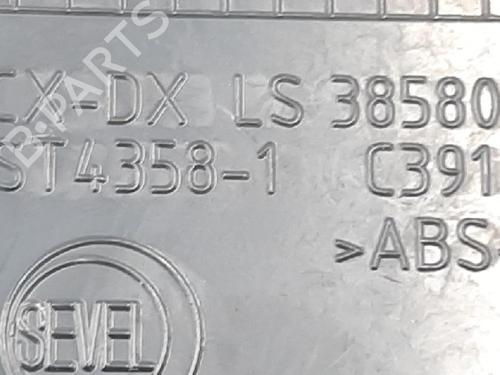 B-PARTS
CX-DX LS 38580
ST4358-1 C391
>ABS
SEVEL